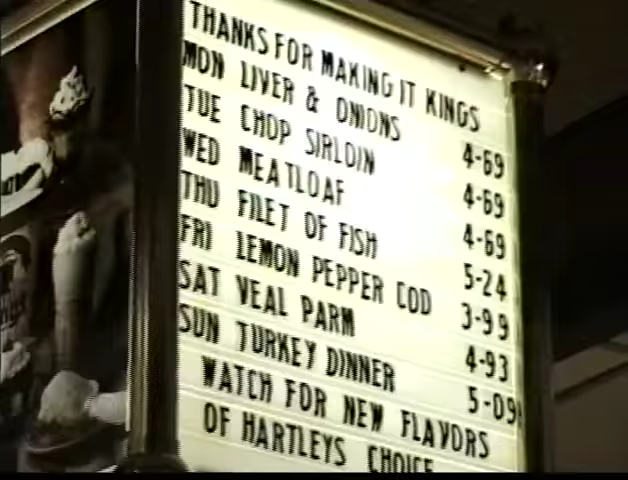 THANKS FOR MAKING IT KINGS
MON LIVER & ONIONS 4-69
TUE CHOP SIRLOIN 4-69
WED MEATLOAF 4-69
THU FILET OF FISH 5-24
FRI LEMON PEPPER COD 3-99
SAT VEAL PARM 4-93
SUN TURKEY DINNER 5-09
WATCH FOR NEW FLAVORS
OF HARTLEYS CHOICE